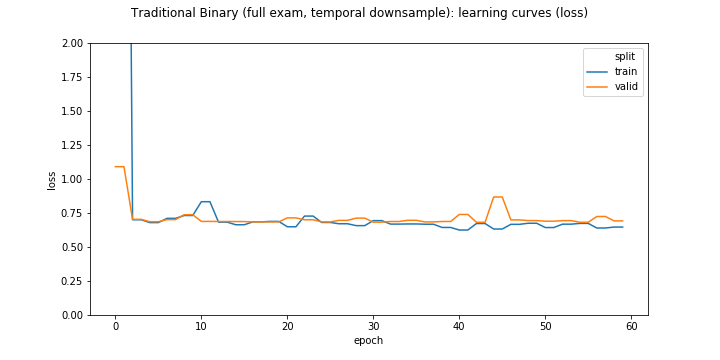 Traditional Binary (full exam, temporal downsample): learning curves (loss)
2.00
1.75
1.50
1.25
1.00
0.75
0.50
0.25
0.00
loss
split
train
valid
0 10 20 30 40 50 60
epoch